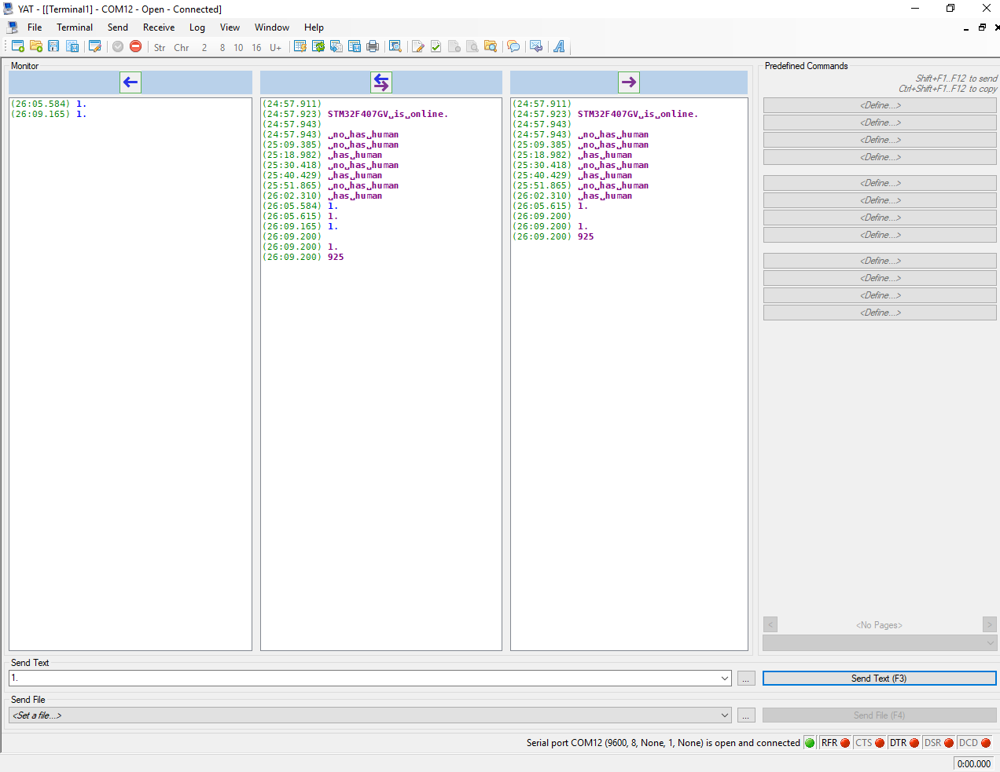 YAT - [[Terminal1] - COM12 - Open - Connected]
File Terminal Send Receive Log View Window Help
Str Chr 2 8 10 16 U+
Monitor
(26:05.584) 1.
(26:09.165) 1.
(24:57.911)
(24:57.923) STM32F407GV␣is␣online.
(24:57.943)
(24:57.943) ␣no␣has␣human
(25:09.385) ␣no␣has␣human
(25:18.982) ␣has␣human
(25:30.418) ␣no␣has␣human
(25:40.429) ␣has␣human
(25:51.865) ␣no␣has␣human
(26:02.310) ␣has␣human
(26:05.584) 1.
(26:05.615) 1.
(26:09.165) 1.
(26:09.200)
(26:09.200) 1.
(26:09.200) 925
(24:57.911)
(24:57.923) STM32F407GV␣is␣online.
(24:57.943)
(24:57.943) ␣no␣has␣human
(25:09.385) ␣no␣has␣human
(25:18.982) ␣has␣human
(25:30.418) ␣no␣has␣human
(25:40.429) ␣has␣human
(25:51.865) ␣no␣has␣human
(26:02.310) ␣has␣human
(26:05.615) 1.
(26:09.200)
(26:09.200) 1.
(26:09.200) 925
Predefined Commands
Shift+F1..F12 to send
Ctrl+Shift+F1..F12 to copy
<Define...>
<Define...>
<Define...>
<Define...>
<Define...>
<Define...>
<Define...>
<Define...>
<Define...>
<Define...>
<Define...>
<Define...>
< <No Pages> >
Send Text
1.
... Send Text (F3)
Send File
<Set a file...>
... Send File (F4)
Serial port COM12 (9600, 8, None, 1, None) is open and connected RFR CTS DTR DSR DCD
0:00.000